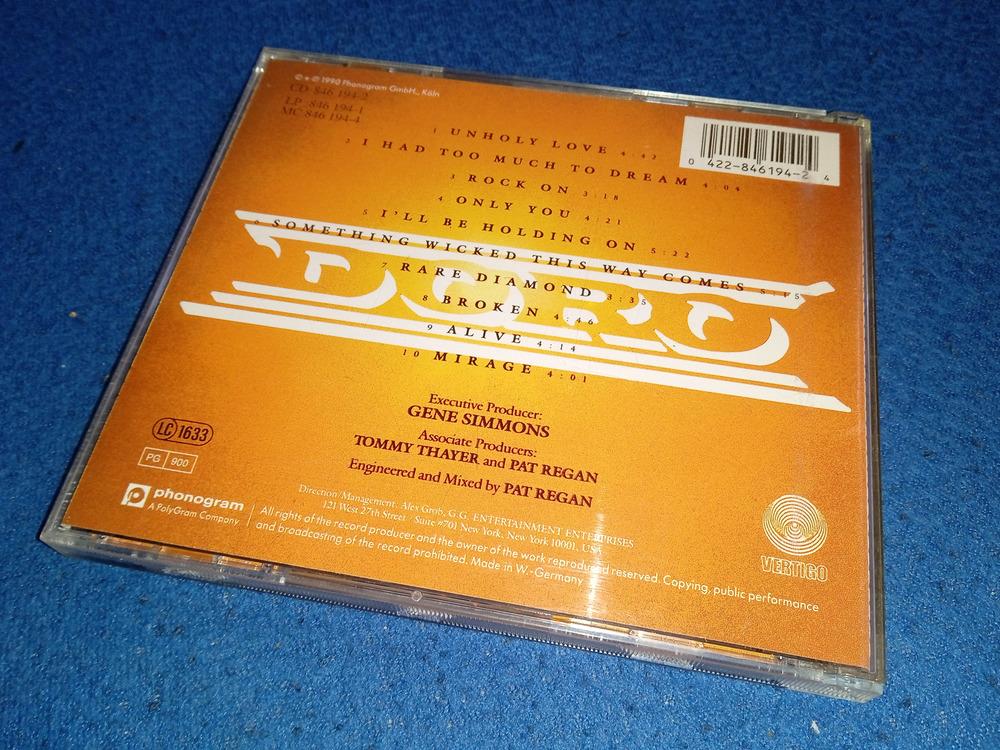 © + ℗ 1990 Phonogram GmbH., Köln
CD 846 194-2
LP 846 194-1
MC 846 194-4
0 422-846194-2 4
1 UNHOLY LOVE 4:42
2 I HAD TOO MUCH TO DREAM 4:04
3 ROCK ON 3:18
4 ONLY YOU 4:21
5 I'LL BE HOLDING ON 5:22
6 SOMETHING WICKED THIS WAY COMES 5:15
7 RARE DIAMOND 3:35
8 BROKEN 4:46
9 ALIVE 4:14
10 MIRAGE 4:01
DORO
Executive Producer:
GENE SIMMONS
Associate Producers:
TOMMY THAYER and PAT REGAN
Engineered and Mixed by PAT REGAN
LC 1633
PG 900
phonogram
A PolyGram Company
Direction/Management: Alex Grob, G.G. ENTERTAINMENT ENTERPRISES
121 West 27th Street Suite #701 New York, New York 10001, USA
All rights of the record producer and the owner of the work reproduced reserved. Copying, public performance
and broadcasting of the record prohibited. Made in W.-Germany
VERTIGO